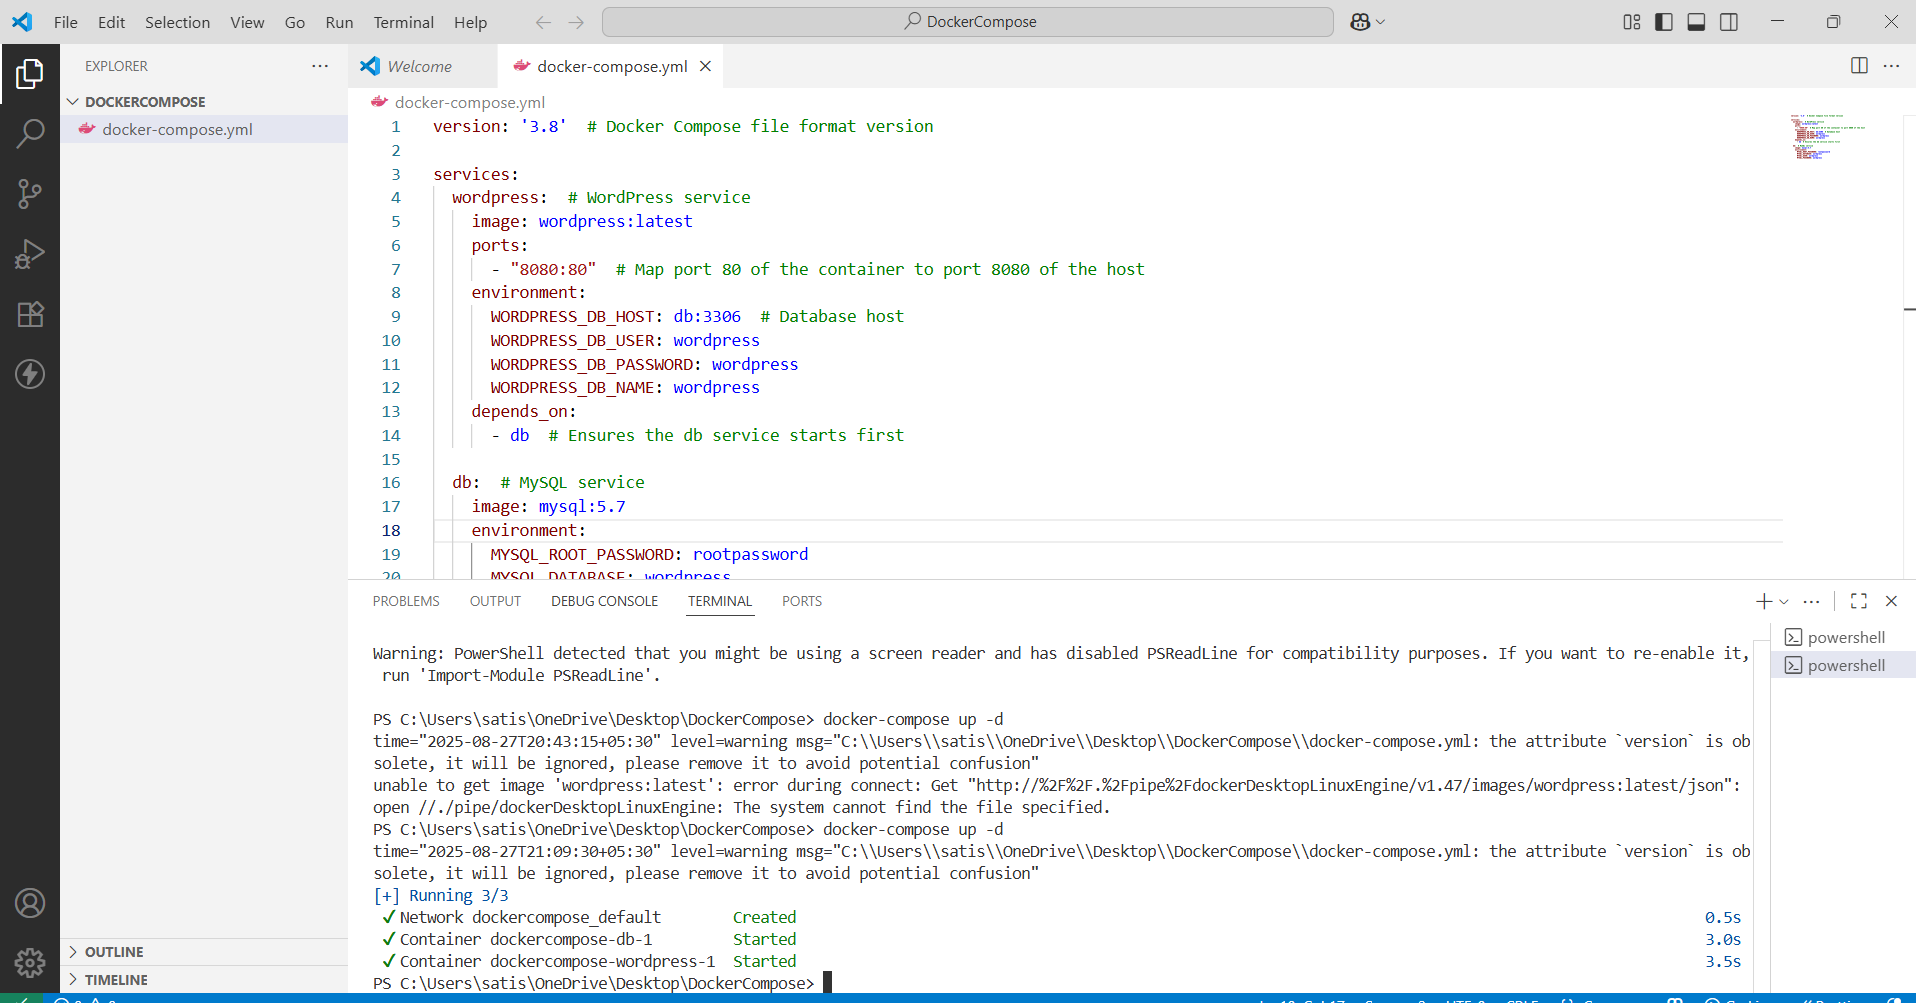 File Edit Selection View Go Run Terminal Help
DockerCompose
EXPLORER
DOCKERCOMPOSE
docker-compose.yml
OUTLINE
TIMELINE
Welcome
docker-compose.yml
docker-compose.yml
1 version: '3.8'  # Docker Compose file format version
2
3 services:
4   wordpress:  # WordPress service
5     image: wordpress:latest
6     ports:
7       - "8080:80"  # Map port 80 of the container to port 8080 of the host
8     environment:
9       WORDPRESS_DB_HOST: db:3306  # Database host
10       WORDPRESS_DB_USER: wordpress
11       WORDPRESS_DB_PASSWORD: wordpress
12       WORDPRESS_DB_NAME: wordpress
13     depends_on:
14       - db  # Ensures the db service starts first
15
16   db:  # MySQL service
17     image: mysql:5.7
18     environment:
19       MYSQL_ROOT_PASSWORD: rootpassword
20       MYSQL_DATABASE: wordpress
PROBLEMS OUTPUT DEBUG CONSOLE TERMINAL PORTS
powershell
powershell
Warning: PowerShell detected that you might be using a screen reader and has disabled PSReadLine for compatibility purposes. If you want to re-enable it,
 run 'Import-Module PSReadLine'.
PS C:\Users\satis\OneDrive\Desktop\DockerCompose> docker-compose up -d
time="2025-08-27T20:43:15+05:30" level=warning msg="C:\\Users\\satis\\OneDrive\\Desktop\\DockerCompose\\docker-compose.yml: the attribute `version` is ob
solete, it will be ignored, please remove it to avoid potential confusion"
unable to get image 'wordpress:latest': error during connect: Get "http://%2F%2F.%2Fpipe%2FdockerDesktopLinuxEngine/v1.47/images/wordpress:latest/json":
open //./pipe/dockerDesktopLinuxEngine: The system cannot find the file specified.
PS C:\Users\satis\OneDrive\Desktop\DockerCompose> docker-compose up -d
time="2025-08-27T21:09:30+05:30" level=warning msg="C:\\Users\\satis\\OneDrive\\Desktop\\DockerCompose\\docker-compose.yml: the attribute `version` is ob
solete, it will be ignored, please remove it to avoid potential confusion"
[+] Running 3/3
 ✔ Network dockercompose_default        Created 0.5s
 ✔ Container dockercompose-db-1         Started 3.0s
 ✔ Container dockercompose-wordpress-1  Started 3.5s
PS C:\Users\satis\OneDrive\Desktop\DockerCompose>